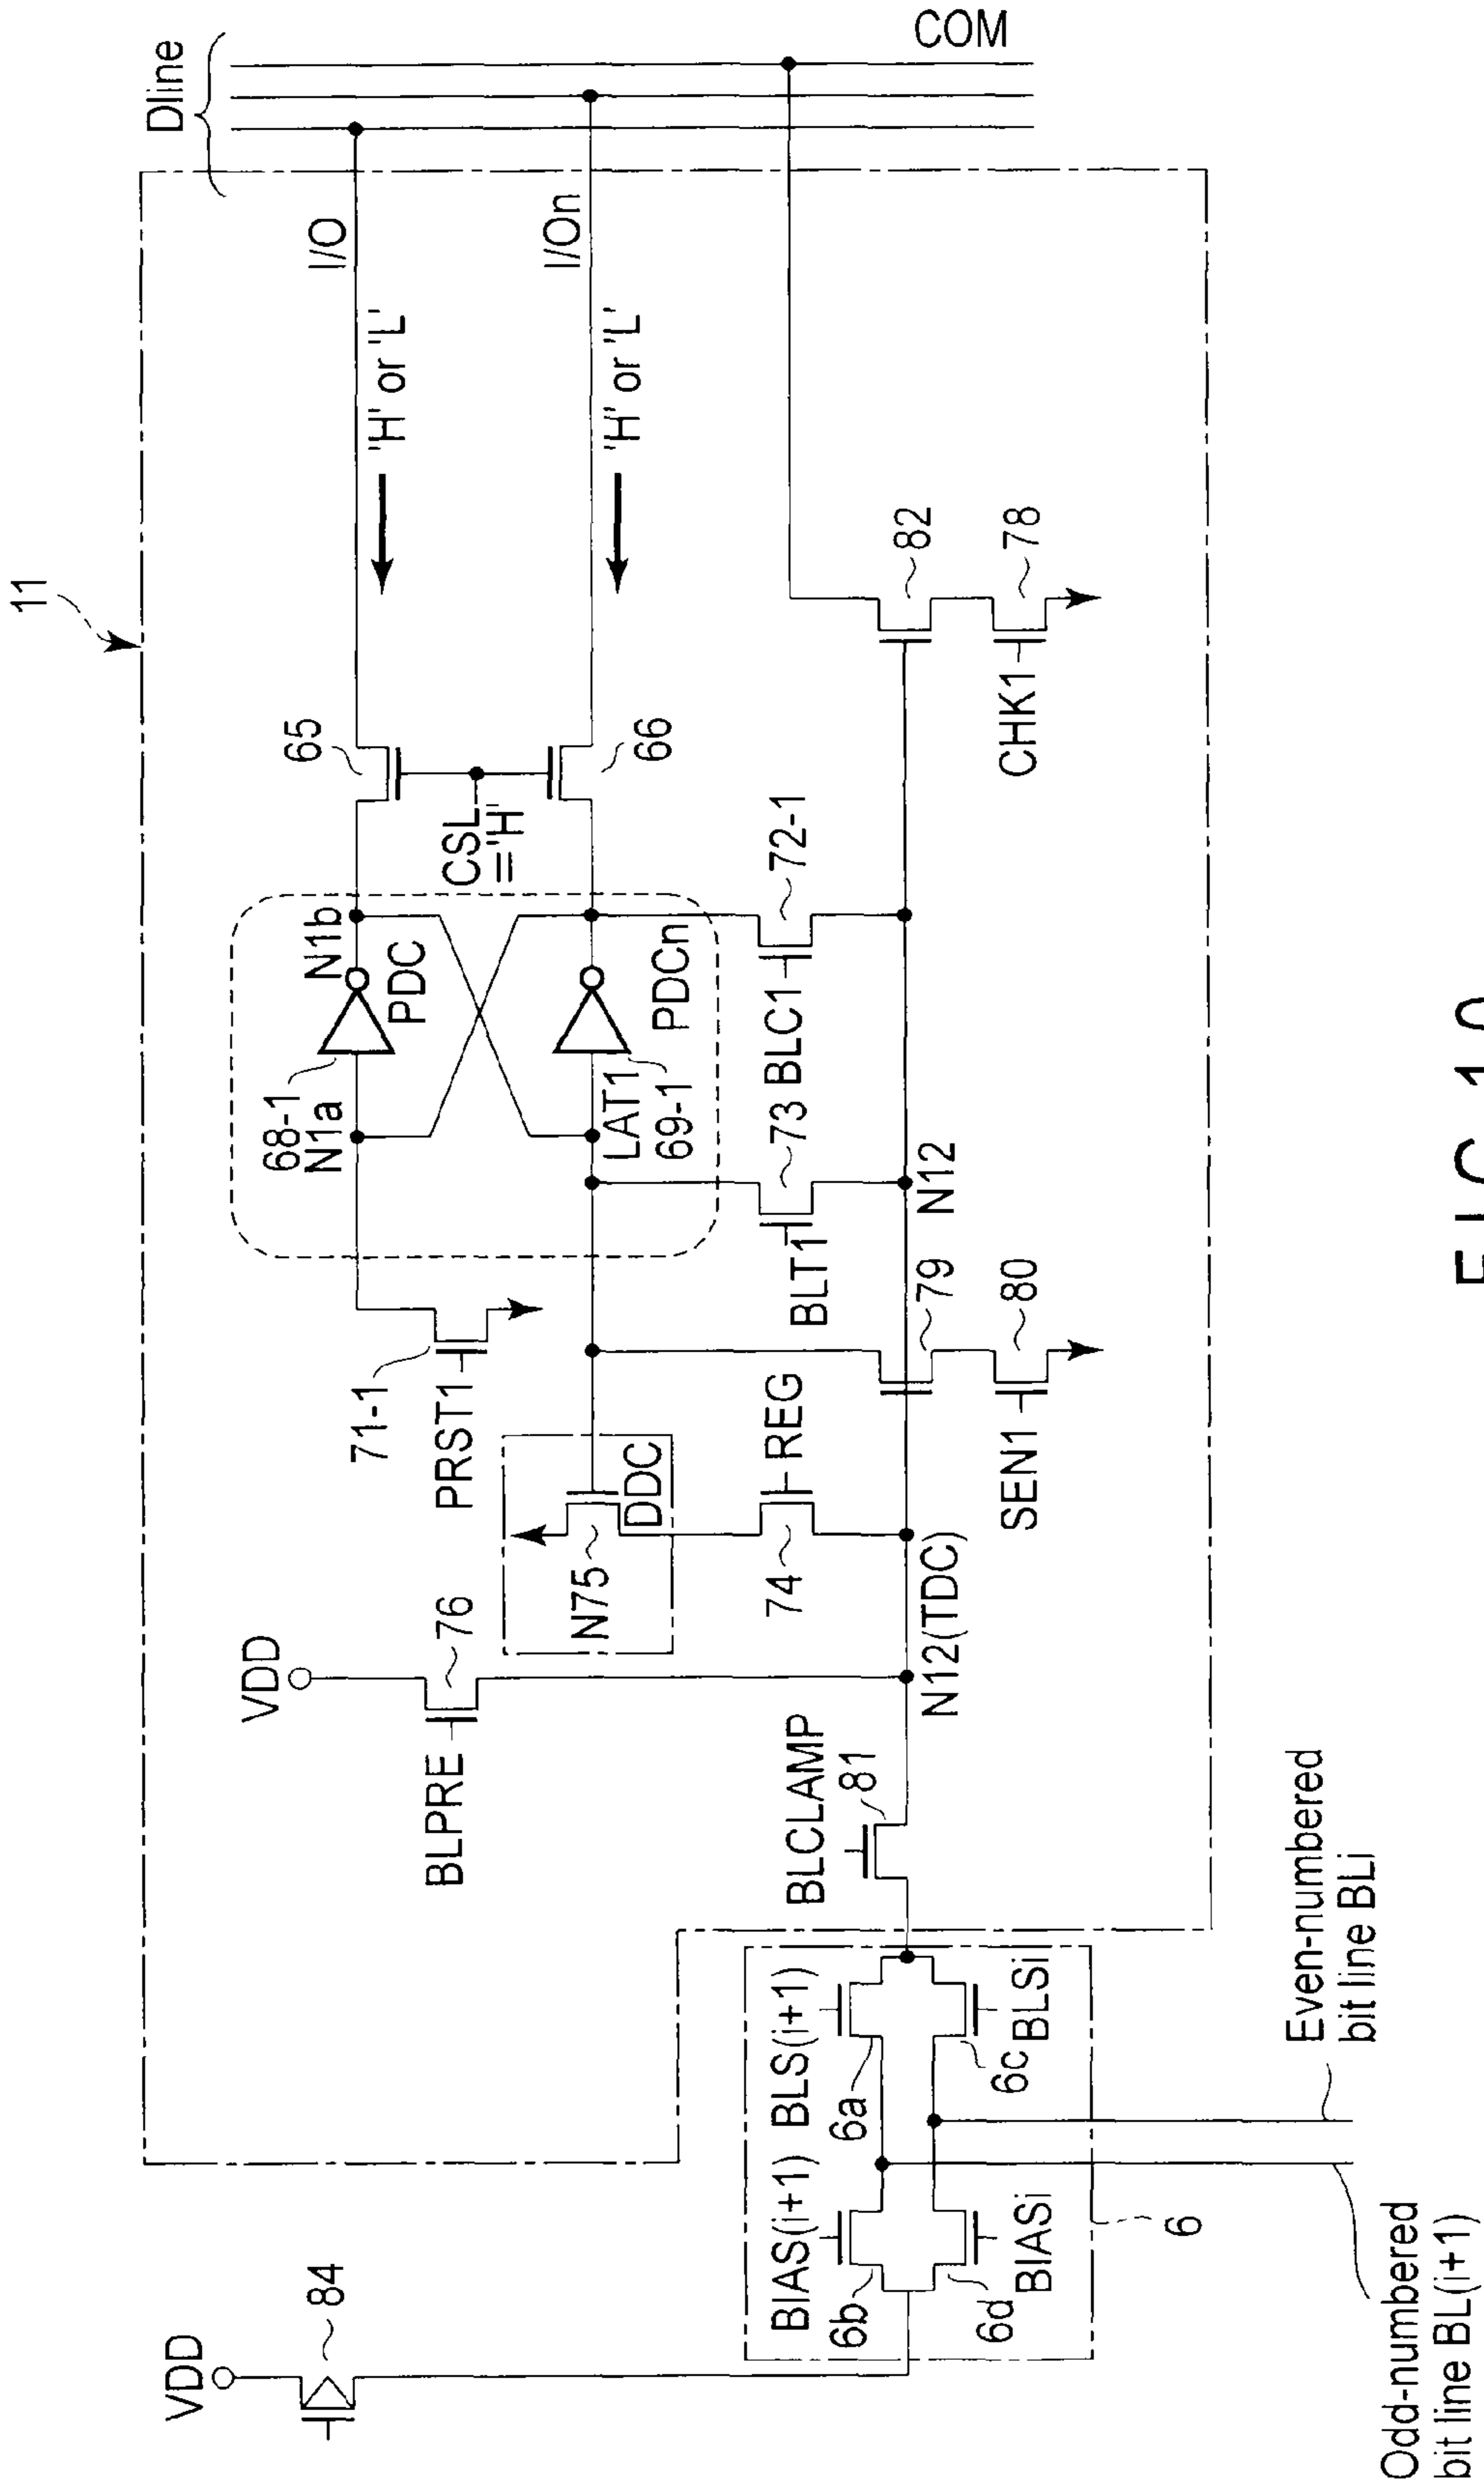 Dline
COM
11
I/O
I/On
'H' or 'L'
'H' or 'L'
65
66
CSL
='H'
82
78
CHK1
N1b
PDC
68-1
N1a
LAT1
69-1
PDCn
72-1
BLC1
73
BLT1
N12
71-1
PRST1
79
80
SEN1
DDC
N75
REG
74
N12(TDC)
VDD
76
BLPRE
BLCLAMP
81
BLS(i+1)
6a
BLSi
6c
BIAS(i+1)
6b
BIASi
6d
6
VDD
84
Even-numbered
bit line BLi
Odd-numbered
bit line BL(i+1)